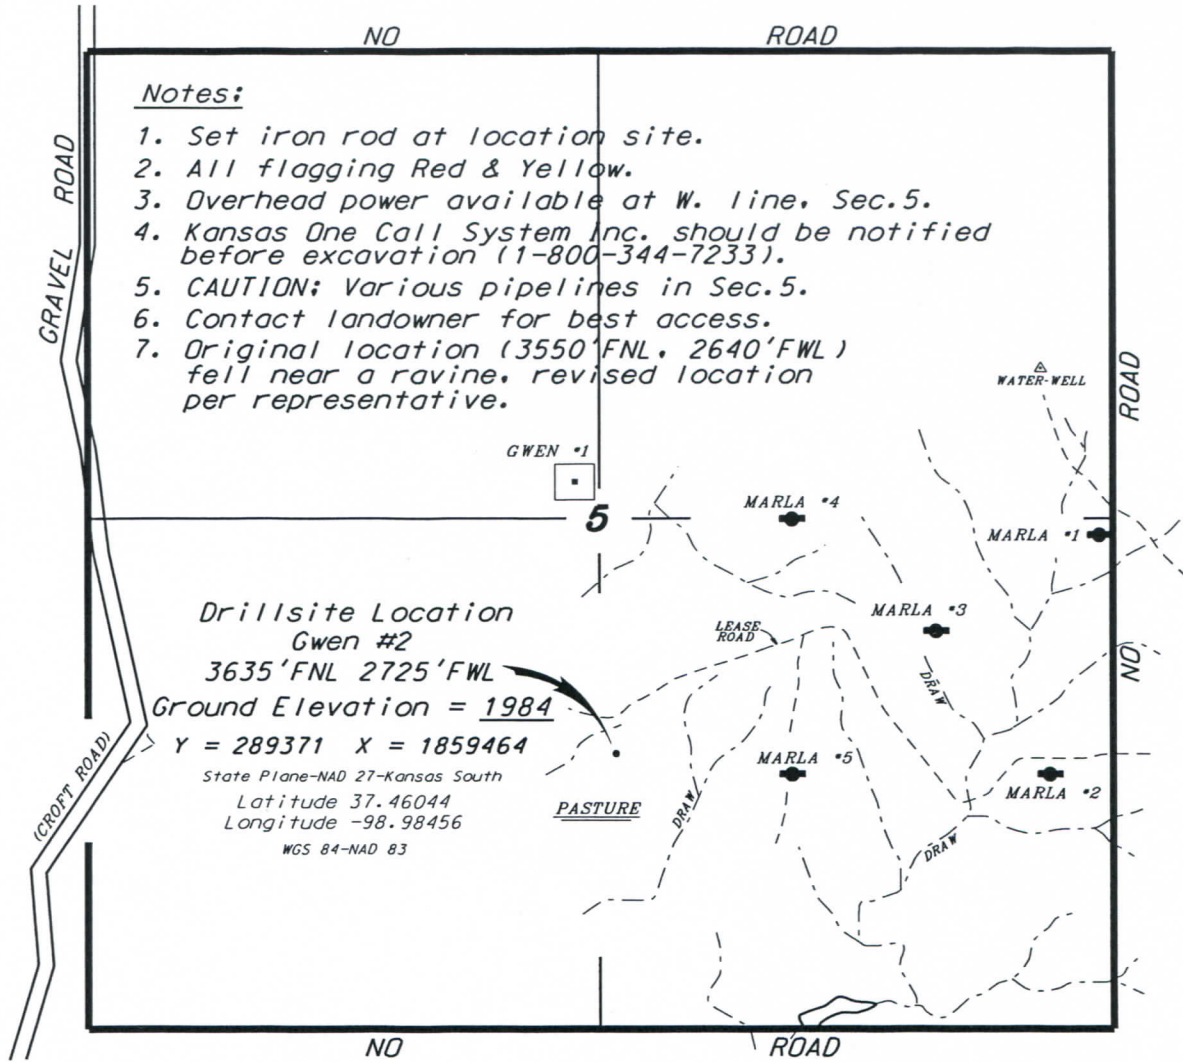 NO ROAD
Notes:
1. Set iron rod at location site.
2. All flagging Red & Yellow.
3. Overhead power available at W. line, Sec.5.
4. Kansas One Call System Inc. should be notified
before excavation (1-800-344-7233).
5. CAUTION: Various pipelines in Sec.5.
6. Contact landowner for best access.
7. Original location (3550'FNL, 2640'FWL)
fell near a ravine, revised location
per representative.
GRAVEL ROAD
WATER-WELL
NO ROAD
GWEN #1
5
MARLA #4
MARLA #1
MARLA #3
LEASE
ROAD
Drillsite Location
Gwen #2
3635'FNL 2725'FWL
Ground Elevation = 1984
Y = 289371 X = 1859464
State Plane-NAD 27-Kansas South
Latitude 37.46044
Longitude -98.98456
WGS 84-NAD 83
(CROFT ROAD)
DRAW
MARLA #5
MARLA #2
PASTURE
DRAW
DRAW
NO ROAD